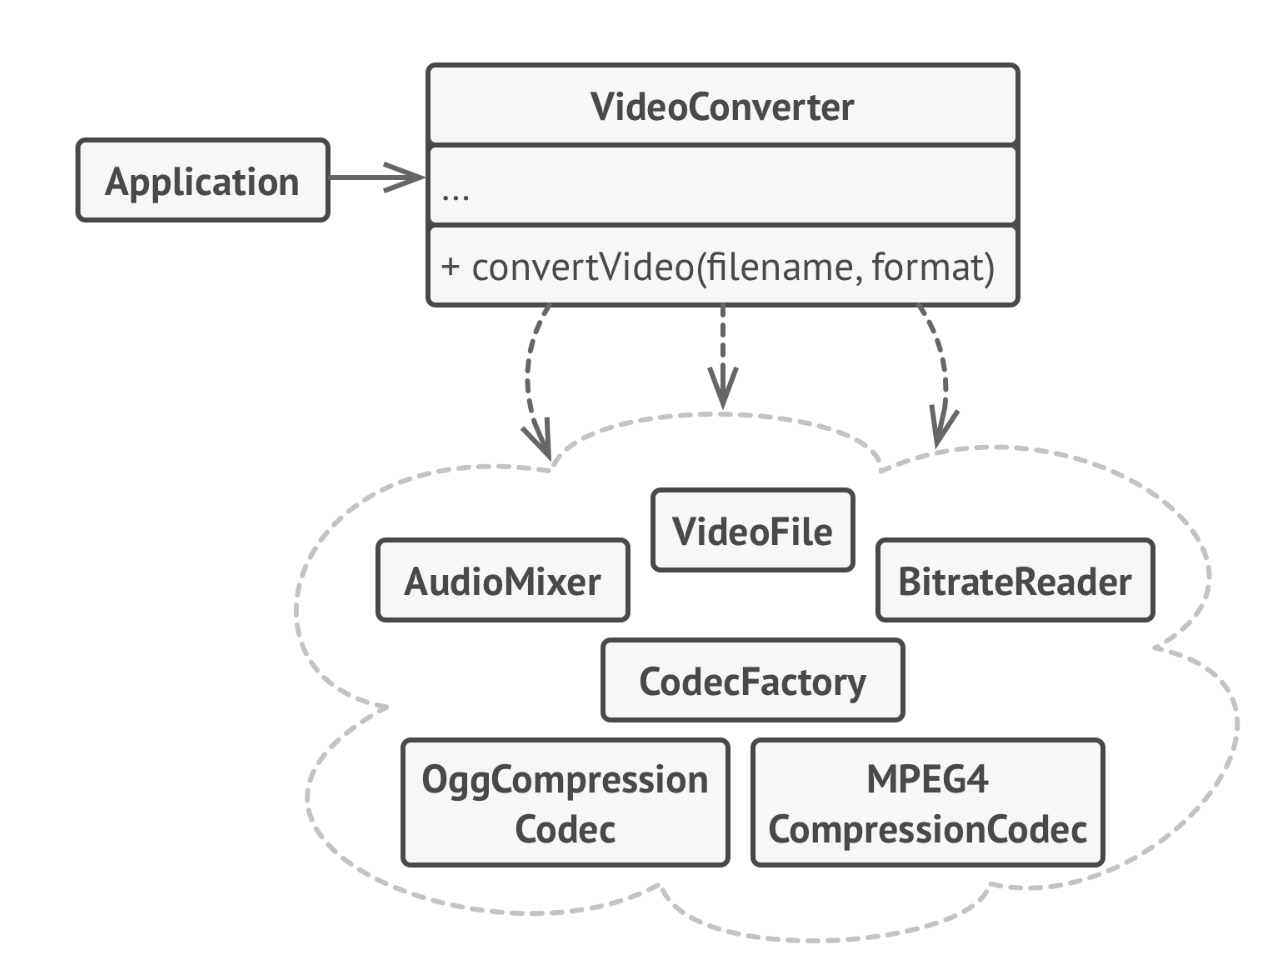 VideoConverter
Application
...
+ convertVideo(filename, format)
VideoFile
AudioMixer
BitrateReader
CodecFactory
OggCompression
Codec
MPEG4
CompressionCodec